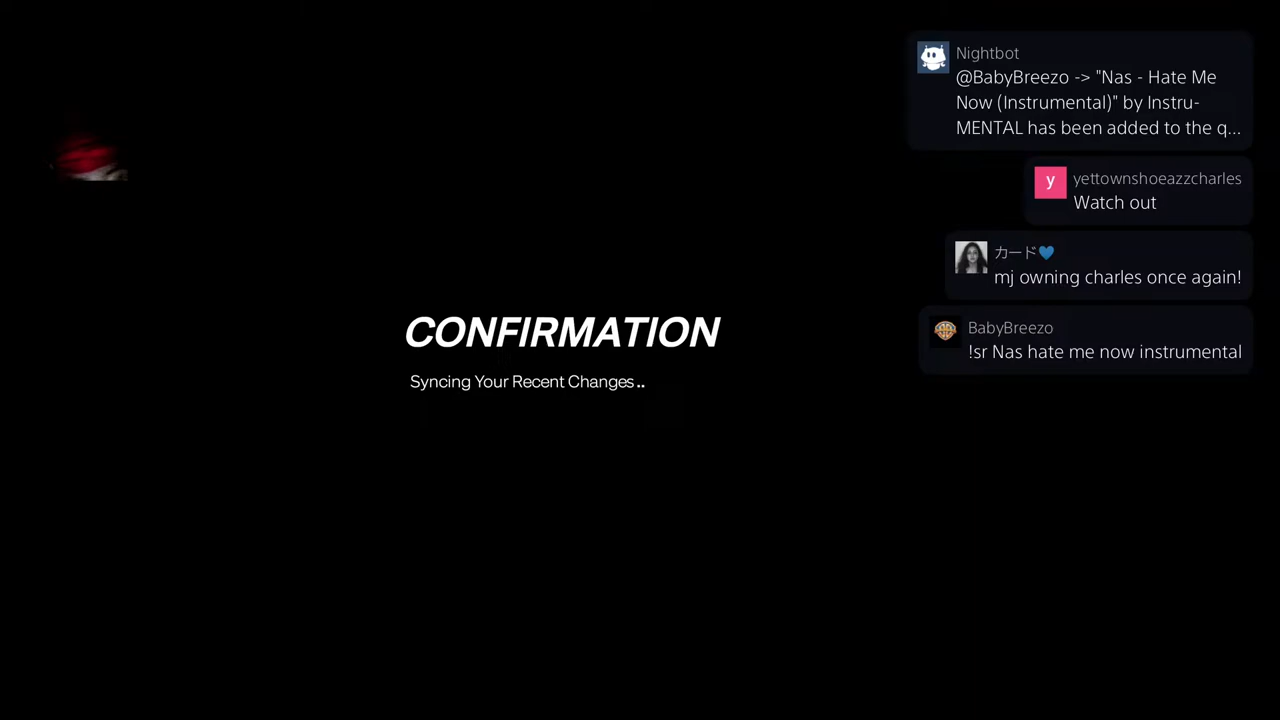 CONFIRMATION
Syncing Your Recent Changes..
Nightbot
@BabyBreezo -> "Nas - Hate Me
Now (Instrumental)" by Instru-
MENTAL has been added to the q...
y
yettownshoeazzcharles
Watch out
カード💙
mj owning charles once again!
BabyBreezo
!sr Nas hate me now instrumental